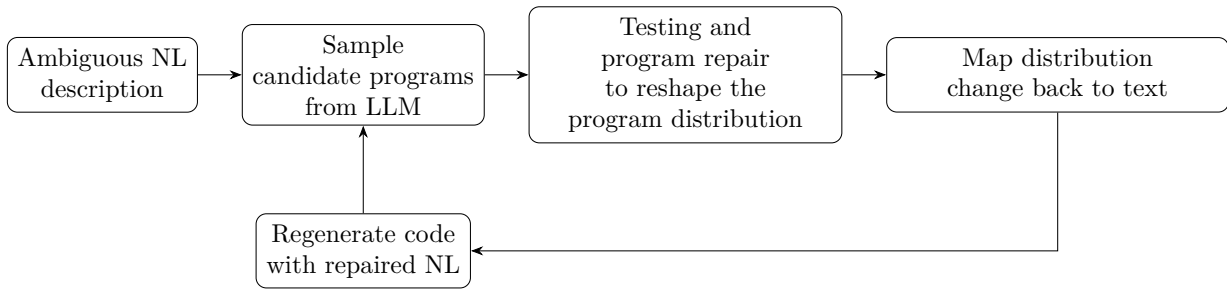 Ambiguous NL
description
Sample
candidate programs
from LLM
Testing and
program repair
to reshape the
program distribution
Map distribution
change back to text
Regenerate code
with repaired NL